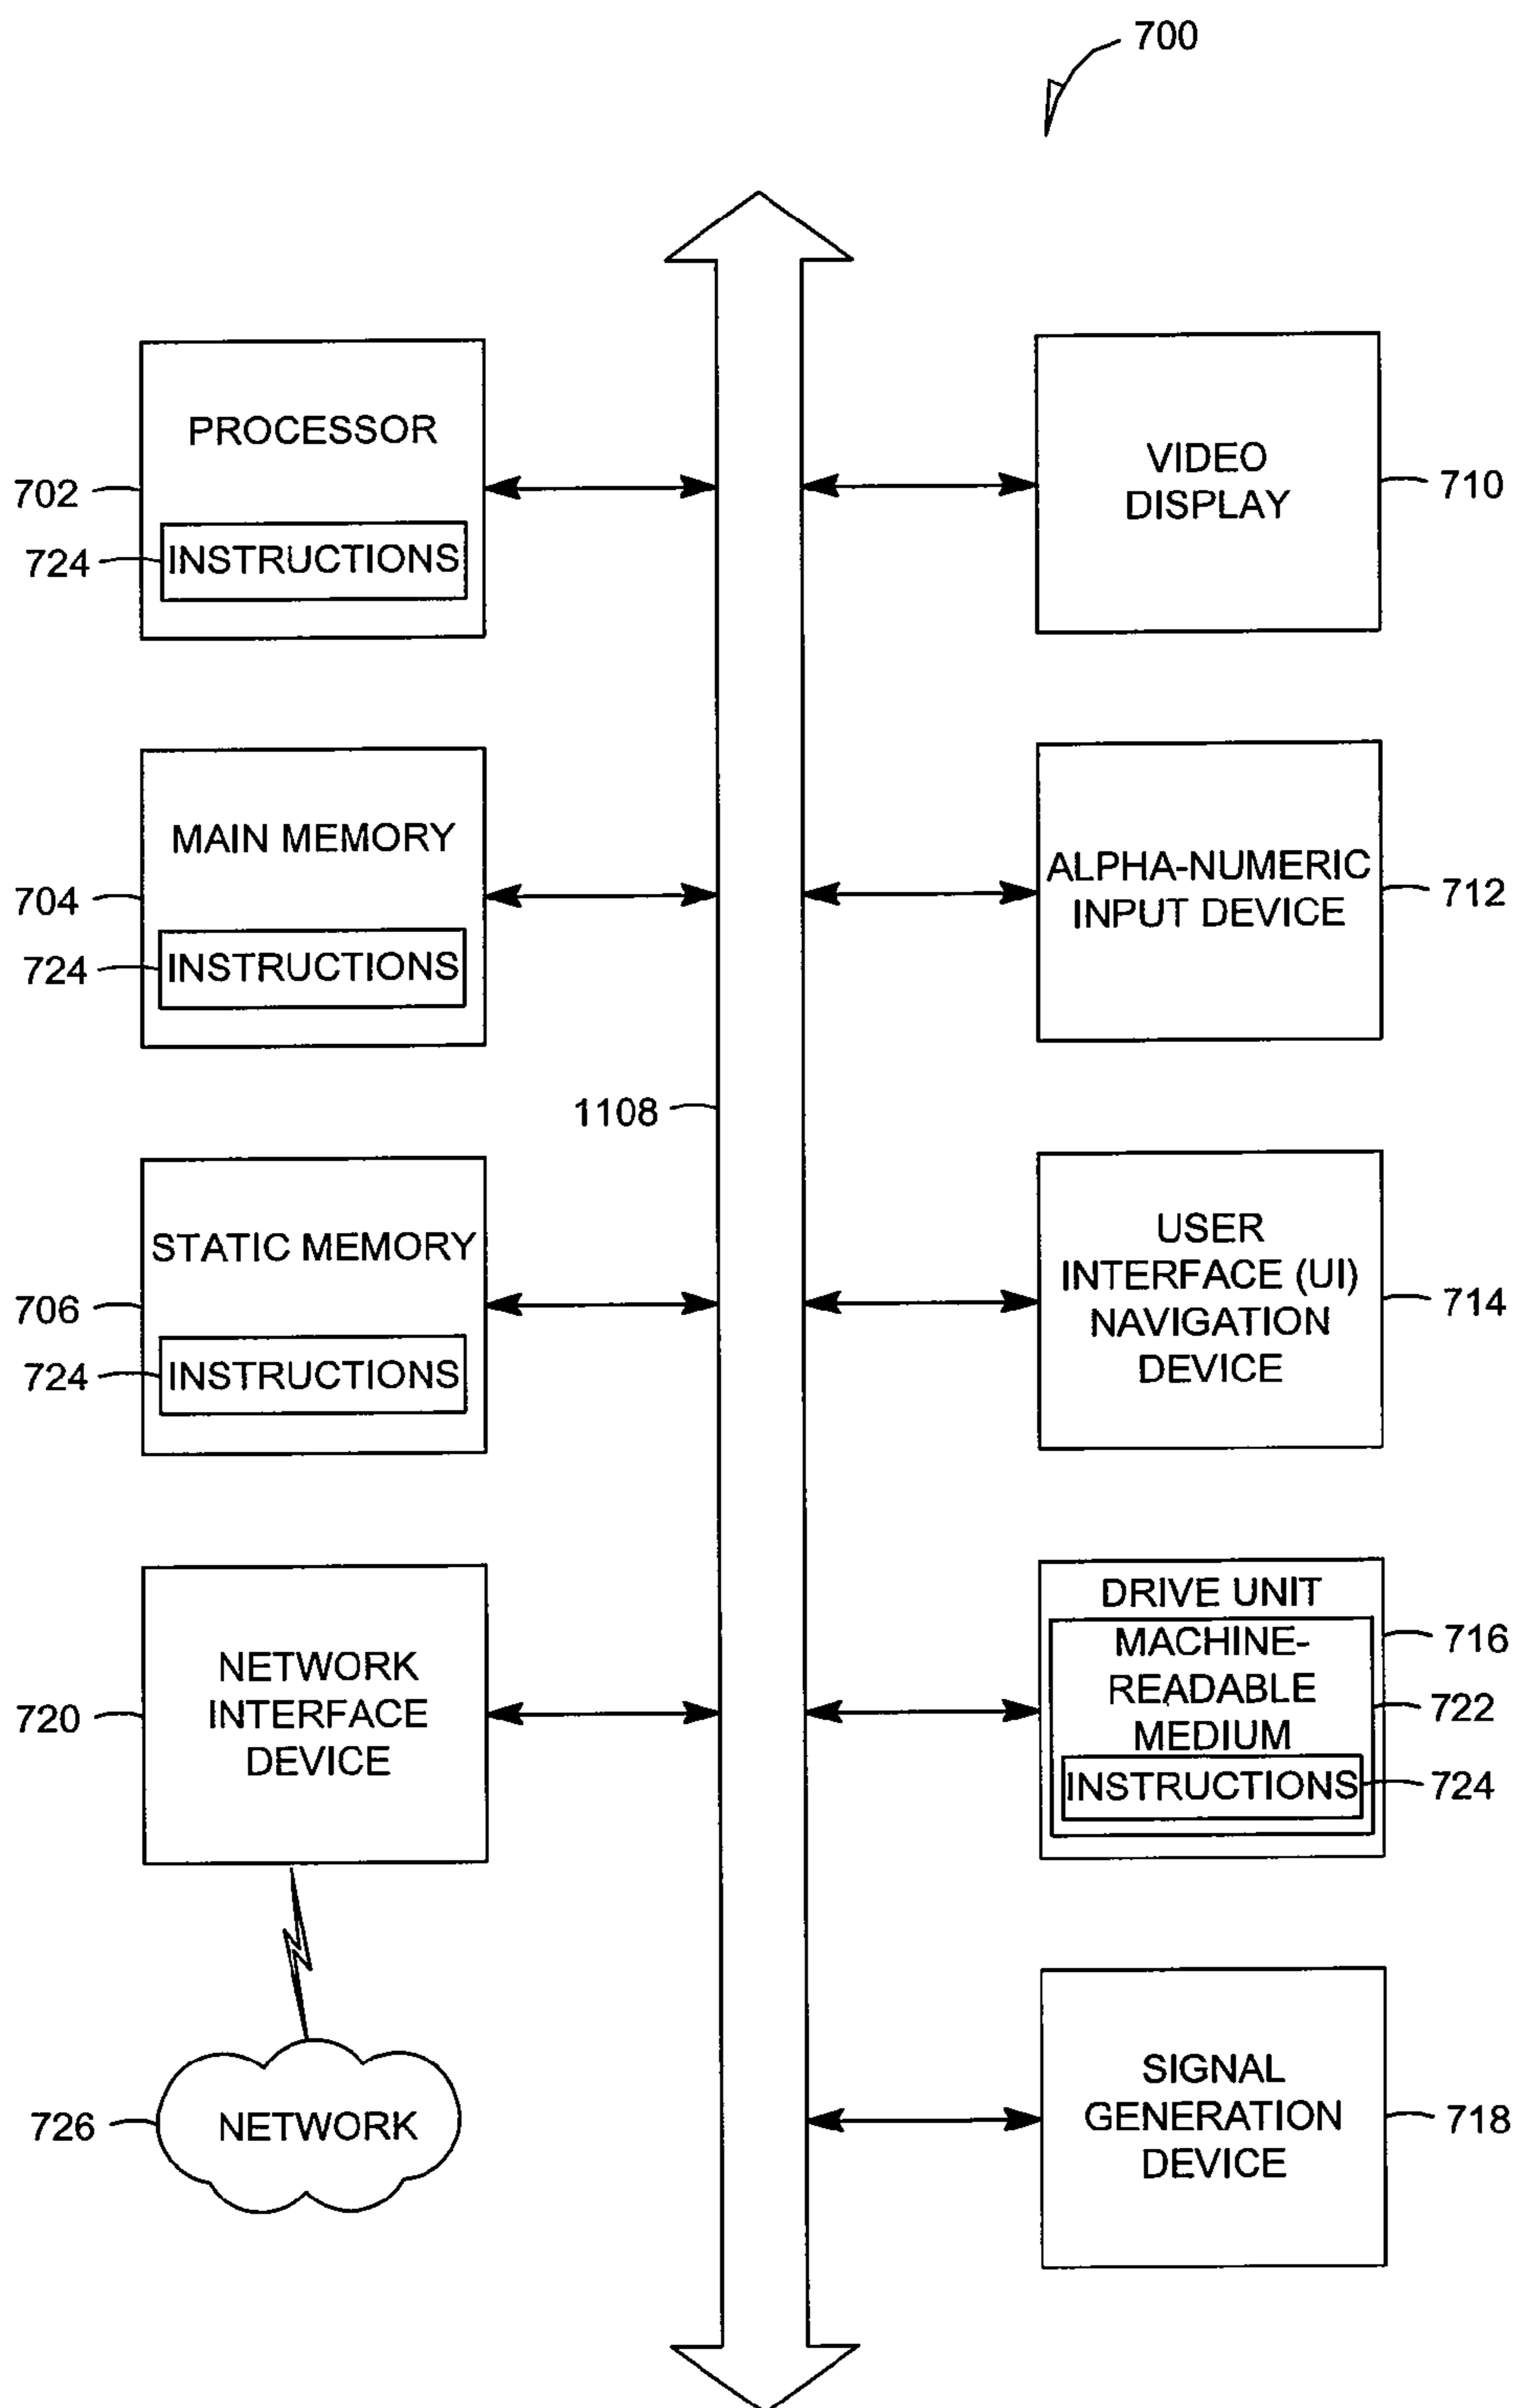 700
PROCESSOR
702
724
INSTRUCTIONS
MAIN MEMORY
704
724
INSTRUCTIONS
1108
STATIC MEMORY
706
724
INSTRUCTIONS
NETWORK
INTERFACE
DEVICE
720
726
NETWORK
VIDEO
DISPLAY
710
ALPHA-NUMERIC
INPUT DEVICE
712
USER
INTERFACE (UI)
NAVIGATION
DEVICE
714
DRIVE UNIT
716
MACHINE-
READABLE
MEDIUM
722
INSTRUCTIONS
724
SIGNAL
GENERATION
DEVICE
718